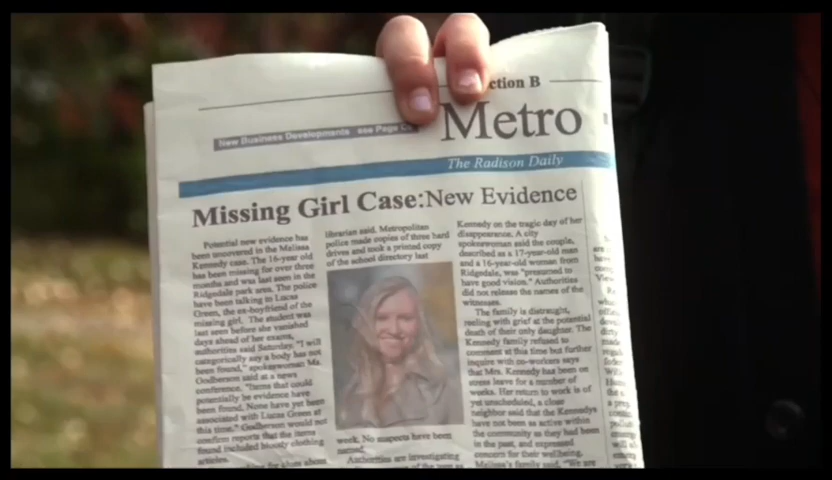 ction B
New Business Developments see Page
Metro
The Radison Daily
Missing Girl Case:New Evidence
Potential new evidence has
been uncovered in the Malissa
Kennedy case. The 16-year old
has been missing for over three
months and was last seen in the
Ridgedale park area. The police
have been talking to Lucas
Green, the ex-boyfriend of the
missing girl. The student was
last seen before she vanished
days ahead of her exams,
authorities said Saturday. "I will
categorically say a body has not
been found," spokeswoman Ms
Godherson said at a news
conference. "Items that could
potentially be evidence have
been found. None have yet been
associated with Lucas Green at
this time." Godherson would not
confirm reports that the items
found included bloody clothing
articles.
librarian said. Metropolitan
police made copies of three hard
drives and took a printed copy
of the school directory last
week. No suspects have been
named.
Authorities are investigating
Kennedy on the tragic day of her
disappearance. A city
spokeswoman said the couple,
described as a 17-year-old man
and a 16-year-old woman from
Ridgedale, was "presumed to
have good vision." Authorities
did not release the names of the
witnesses.
The family is distraught,
reeling with grief at the potential
death of their only daughter. The
Kennedy family refused to
comment at this time but further
inquire with co-workers says
that Mrs. Kennedy has been on
stress leave for a number of
weeks. Her return to work is of
yet unscheduled, a close
neighbor said that the Kennedys
have not been as active within
the community as they had been
in the past, and expressed
concern for their wellbeing.
Malissa's family said, "We are